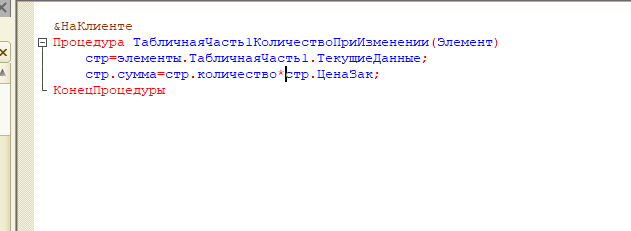 &НаКлиенте
Процедура ТабличнаяЧасть1КоличествоПриИзменении(Элемент)
стр=элементы.ТабличнаяЧасть1.ТекущиеДанные;
стр.сумма=стр.количество*стр.ЦенаЗак;
КонецПроцедуры